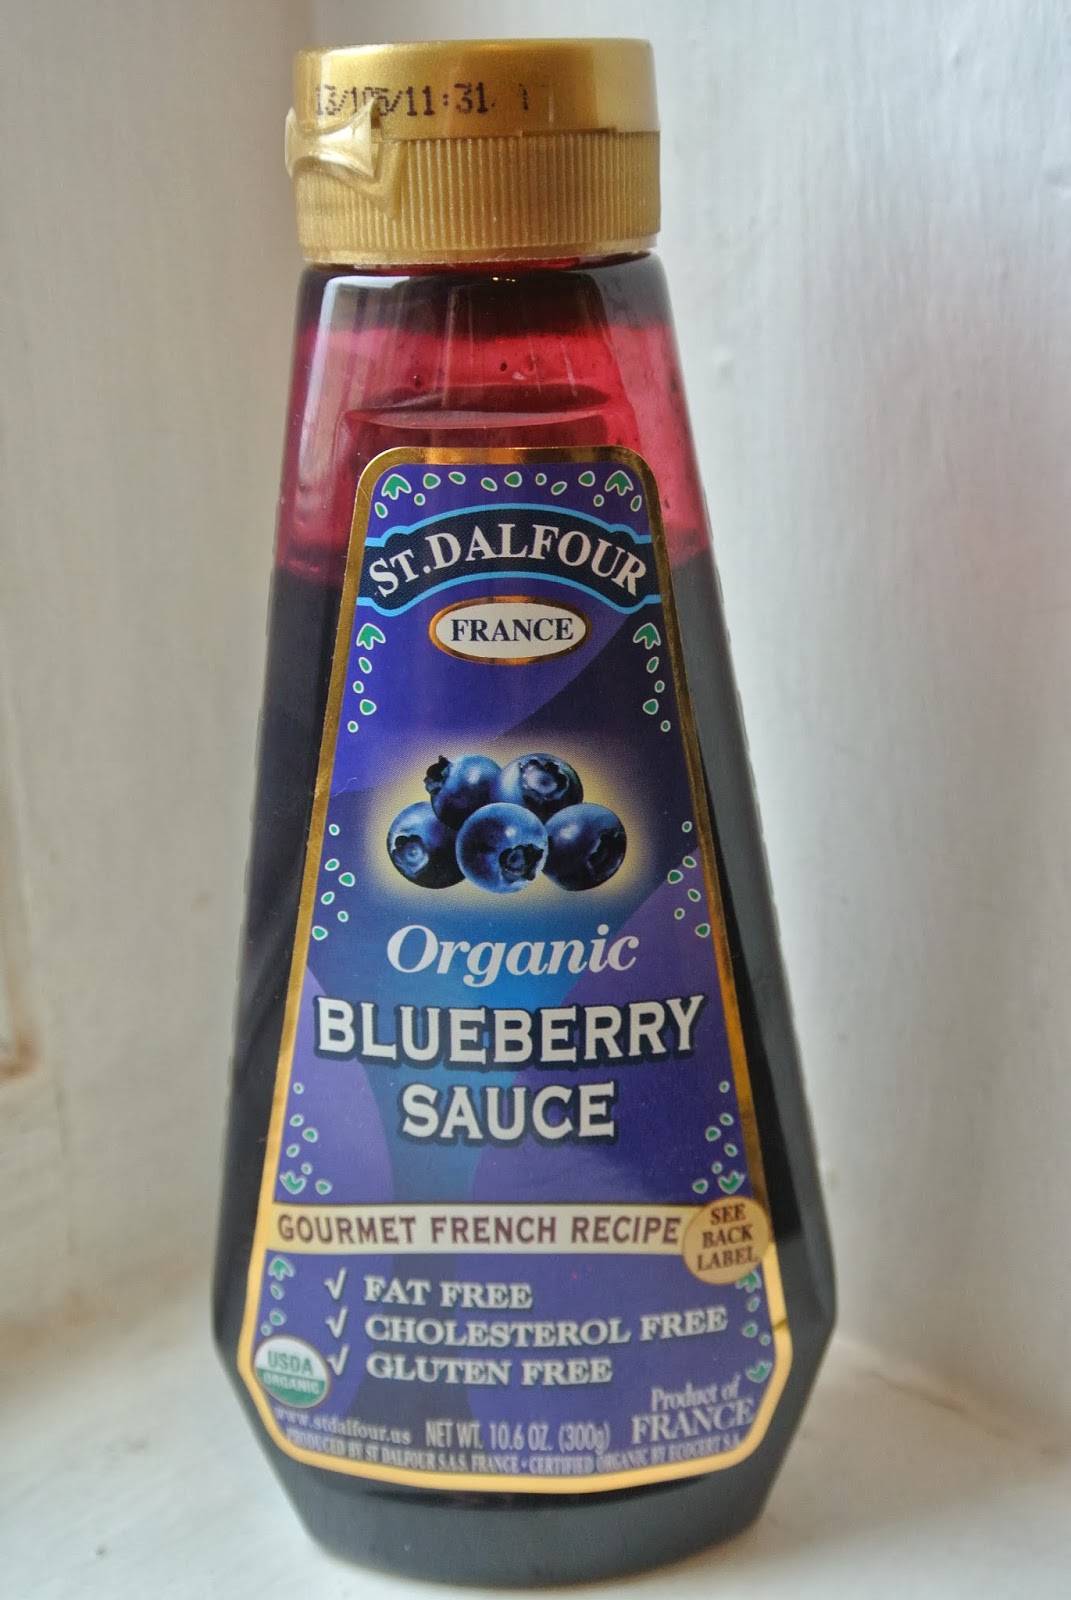 11:31
ST.DALFOUR
FRANCE
Organic
BLUEBERRY
SAUCE
GOURMET FRENCH RECIPE
SEE
BACK
LABEL
√ FAT FREE
√ CHOLESTEROL FREE
√ GLUTEN FREE
USDA
ORGANIC
Product of
FRANCE
www.stdalfour.us NET WT. 10.6 OZ. (300g)
PRODUCED BY ST DALFOUR S.A.S. FRANCE • CERTIFIED ORGANIC BY ECOCERT S.A.